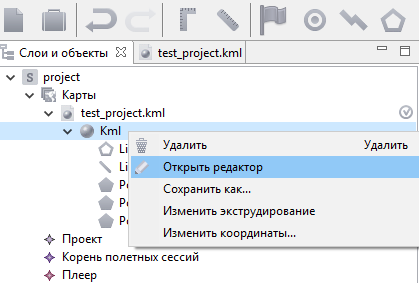 Слои и объекты
test_project.kml
S project
Карты
test_project.kml
Kml
Удалить Удалить
Li
Открыть редактор
Li
Сохранить как...
Po
Изменить экструдирование
Po
Изменить координаты...
Po
Проект
Корень полетных сессий
Плеер